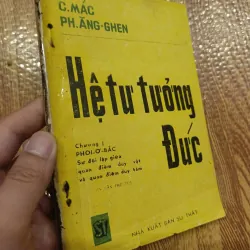 C. MÁC
PH. ĂNG-GHEN
Hệ tư tưởng
Đức
Chương I
PHOI-Ơ-BẮC
Sự đối lập giữa
quan điểm duy vật
và quan điểm duy tâm
ST
NHÀ XUẤT BẢN SỰ THẬT